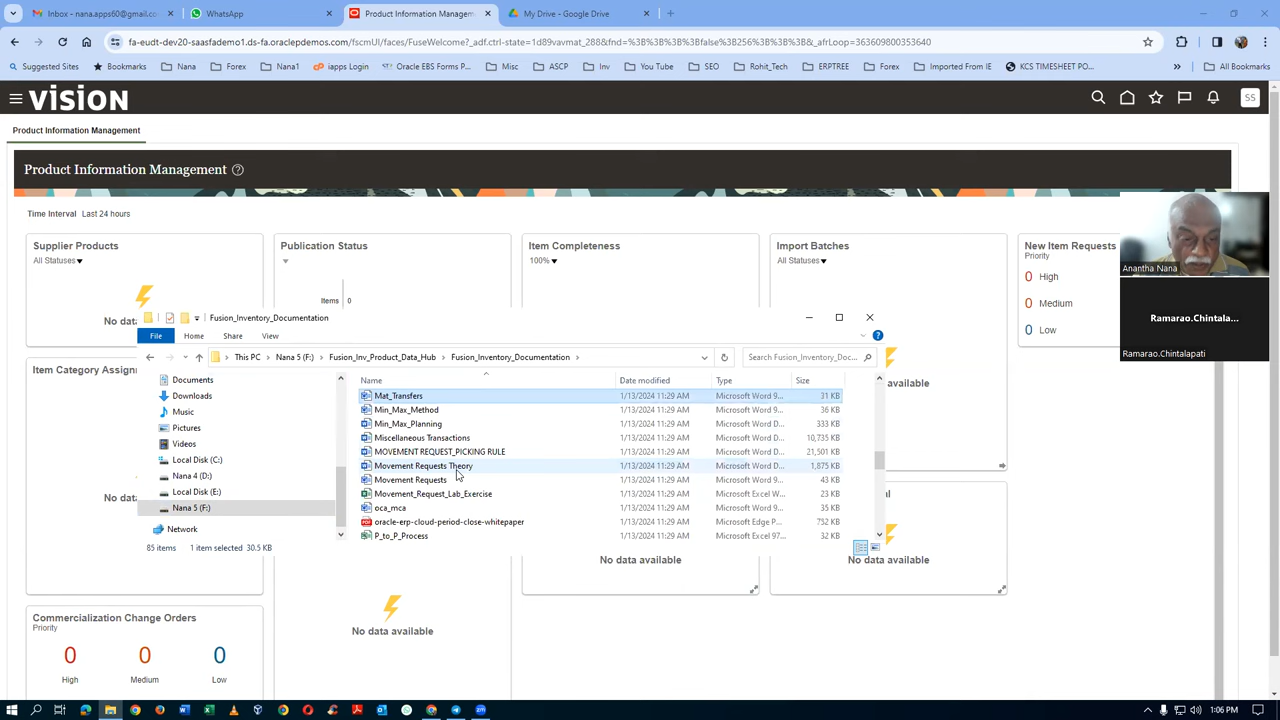 Inbox - nana.apps60@gmail.co
WhatsApp
Product Information Managem
My Drive - Google Drive
fa-eudt-dev20-saasfademo1.ds-fa.oraclepdemos.com/fscmUI/faces/FuseWelcome?_adf.ctrl-state=1d89vavmat_288&fnd=%3B%3B%3B%3Bfalse%3B256%3B%3B%3B&_afrLoop=363609800353640
Suggested Sites
Bookmarks
Nana
Forex
Nana1
iapps Login
Oracle EBS Forms P...
Misc
ASCP
Inv
You Tube
SEO
Rohit_Tech
ERPTREE
Forex
Imported From IE
KCS TIMESHEET PO...
»
All Bookmarks
VISION
SS
Product Information Management
Product Information Management
Time Interval Last 24 hours
Supplier Products
All Statuses
No data
Publication Status
Items 0
Item Completeness
100%
Import Batches
All Statuses
available
New Item Requests
Priority
0 High
0 Medium
0 Low
Anantha Nana
Ramarao.Chintala...
Ramarao.Chintalapati
Fusion_Inventory_Documentation
File
Home
Share
View
This PC
Nana 5 (F:)
Fusion_Inv_Product_Data_Hub
Fusion_Inventory_Documentation
Search Fusion_Inventory_Doc...
Name
Date modified
Type
Size
Documents
Downloads
Music
Pictures
Videos
Local Disk (C:)
Nana 4 (D:)
Local Disk (E:)
Nana 5 (F:)
Network
Mat_Transfers 1/13/2024 11:29 AM Microsoft Word 9... 31 KB
Min_Max_Method 1/13/2024 11:29 AM Microsoft Word 9... 36 KB
Min_Max_Planning 1/13/2024 11:29 AM Microsoft Word D... 333 KB
Miscellaneous Transactions 1/13/2024 11:29 AM Microsoft Word D... 10,735 KB
MOVEMENT REQUEST_PICKING RULE 1/13/2024 11:29 AM Microsoft Word D... 21,501 KB
Movement Requests Theory 1/13/2024 11:29 AM Microsoft Word D... 1,875 KB
Movement Requests 1/13/2024 11:29 AM Microsoft Word 9... 43 KB
Movement_Request_Lab_Exercise 1/13/2024 11:29 AM Microsoft Excel W... 23 KB
oca_mca 1/13/2024 11:29 AM Microsoft Word 9... 35 KB
oracle-erp-cloud-period-close-whitepaper 1/13/2024 11:29 AM Microsoft Edge P... 752 KB
P_to_P_Process 1/13/2024 11:29 AM Microsoft Excel 97... 32 KB
85 items 1 item selected 30.5 KB
Item Category Assign
No data
No data available
No data available
No data available
Commercialization Change Orders
Priority
0 0 0
High Medium Low
1:06 PM